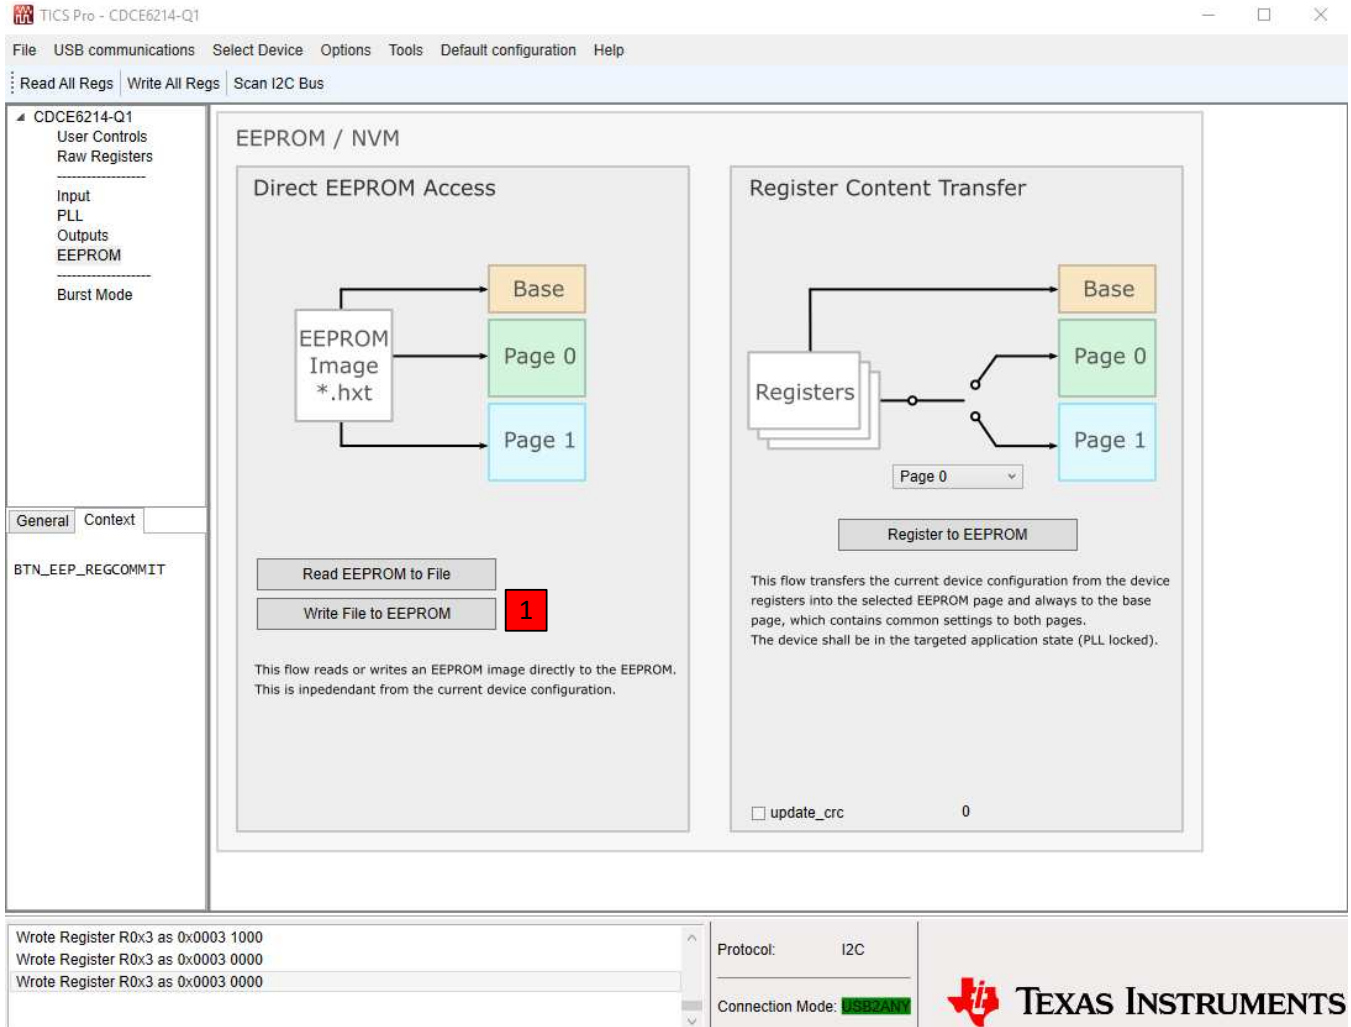 TICS Pro - CDCE6214-Q1
File USB communications Select Device Options Tools Default configuration Help
Read All Regs Write All Regs Scan I2C Bus
CDCE6214-Q1
User Controls
Raw Registers
------------------
Input
PLL
Outputs
EEPROM
-------------------
Burst Mode
General Context
BTN_EEP_REGCOMMIT
EEPROM / NVM
Direct EEPROM Access
EEPROM
Image
*.hxt
Base
Page 0
Page 1
Read EEPROM to File
Write File to EEPROM
1
This flow reads or writes an EEPROM image directly to the EEPROM.
This is inpedendant from the current device configuration.
Register Content Transfer
Registers
Base
Page 0
Page 1
Page 0
Register to EEPROM
This flow transfers the current device configuration from the device
registers into the selected EEPROM page and always to the base
page, which contains common settings to both pages.
The device shall be in the targeted application state (PLL locked).
update_crc 0
Wrote Register R0x3 as 0x0003 1000
Wrote Register R0x3 as 0x0003 0000
Wrote Register R0x3 as 0x0003 0000
Protocol: I2C
Connection Mode: USB2ANY
TEXAS INSTRUMENTS